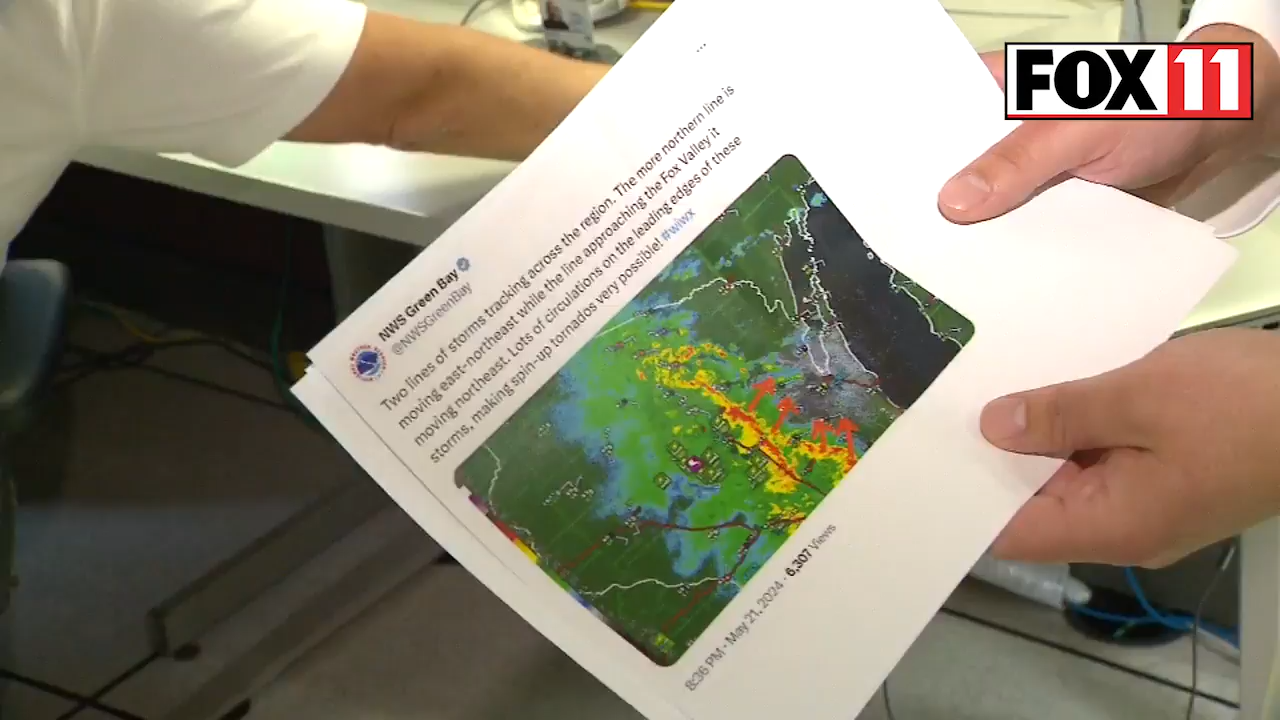 FOX 11
...
NWS Green Bay
@NWSGreenBay
Two lines of storms tracking across the region. The more northern line is
moving east-northeast while the line approaching the Fox Valley it
moving northeast. Lots of circulations on the leading edges of these
storms, making spin-up tornados very possible! #wiwx
8:36 PM · May 21, 2024 · 6,307 Views